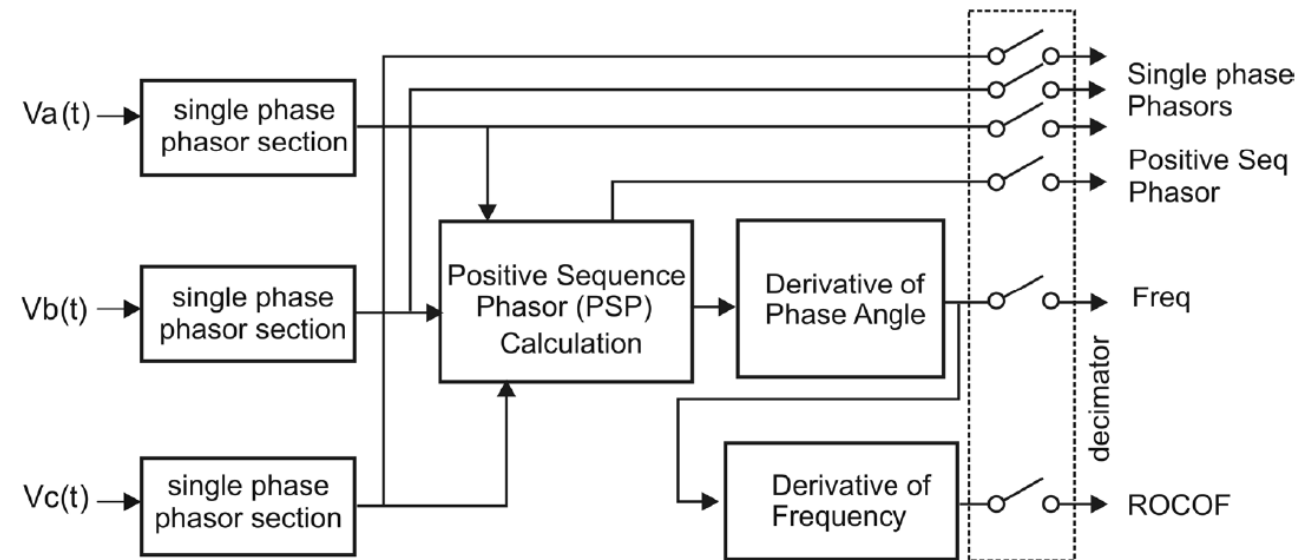 Va(t)
single phase
phasor section
Single phase
Phasors
Positive Seq
Phasor
Vb(t)
single phase
phasor section
Positive Sequence
Phasor (PSP)
Calculation
Derivative of
Phase Angle
Freq
decimator
Vc(t)
single phase
phasor section
Derivative of
Frequency
ROCOF